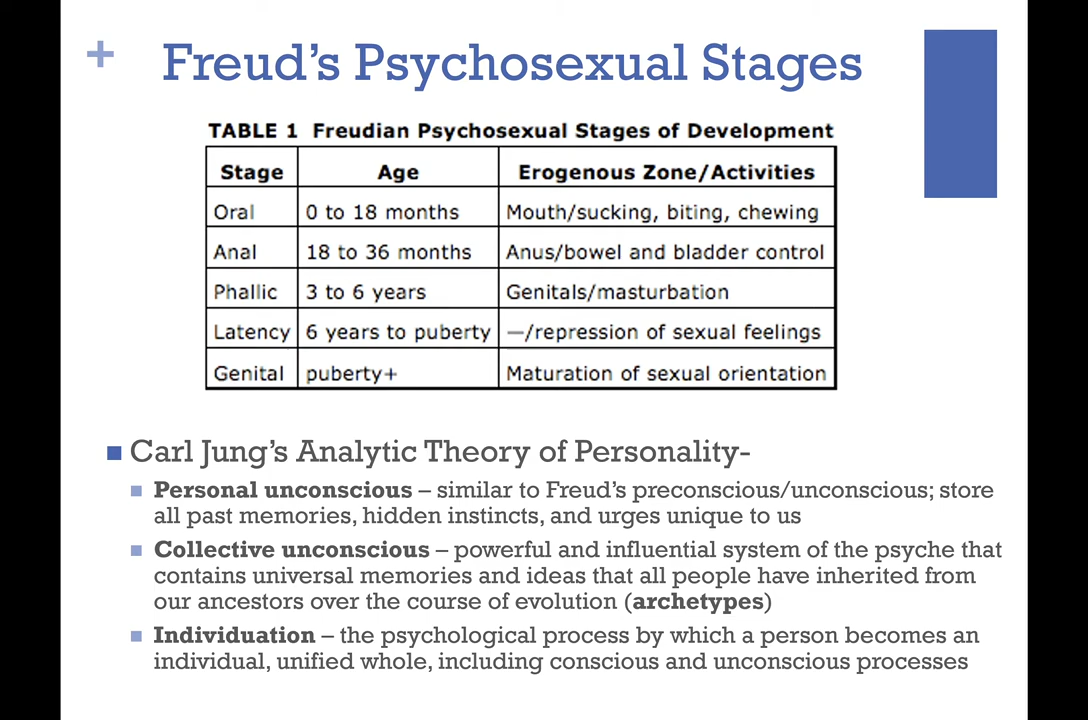 + Freud's Psychosexual Stages
TABLE 1 Freudian Psychosexual Stages of Development
Stage Age Erogenous Zone/Activities
Oral 0 to 18 months Mouth/sucking, biting, chewing
Anal 18 to 36 months Anus/bowel and bladder control
Phallic 3 to 6 years Genitals/masturbation
Latency 6 years to puberty —/repression of sexual feelings
Genital puberty+ Maturation of sexual orientation
■ Carl Jung's Analytic Theory of Personality-
■ Personal unconscious – similar to Freud's preconscious/unconscious; store
all past memories, hidden instincts, and urges unique to us
■ Collective unconscious – powerful and influential system of the psyche that
contains universal memories and ideas that all people have inherited from
our ancestors over the course of evolution (archetypes)
■ Individuation – the psychological process by which a person becomes an
individual, unified whole, including conscious and unconscious processes